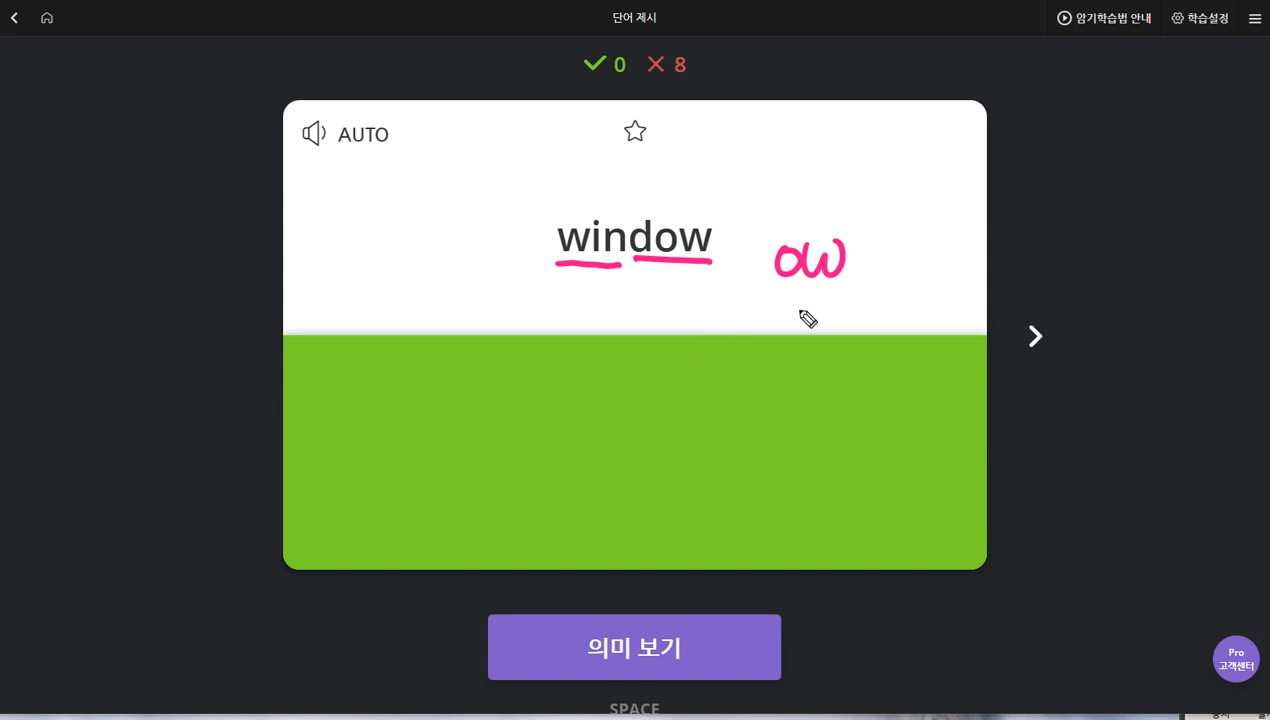 단어 제시
암기학습법 안내
학습설정
0 8
AUTO
window
ow
의미 보기
SPACE
Pro
고객센터